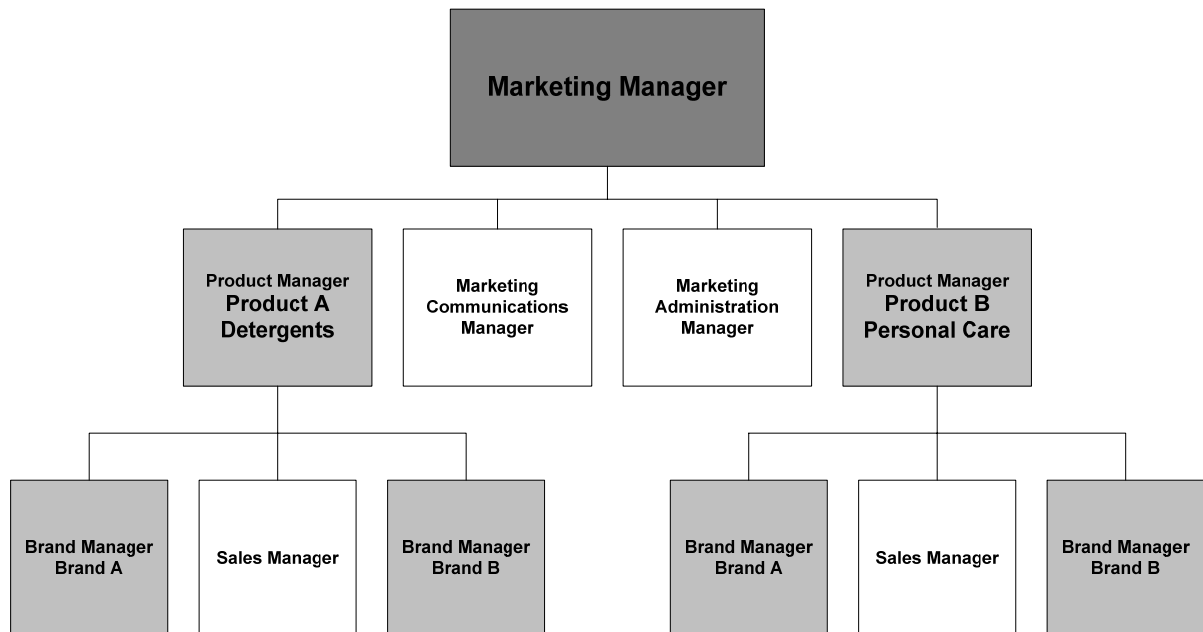 Marketing Manager
Product Manager
Product A
Detergents
Marketing
Communications
Manager
Marketing
Administration
Manager
Product Manager
Product B
Personal Care
Brand Manager
Brand A
Sales Manager
Brand Manager
Brand B
Brand Manager
Brand A
Sales Manager
Brand Manager
Brand B